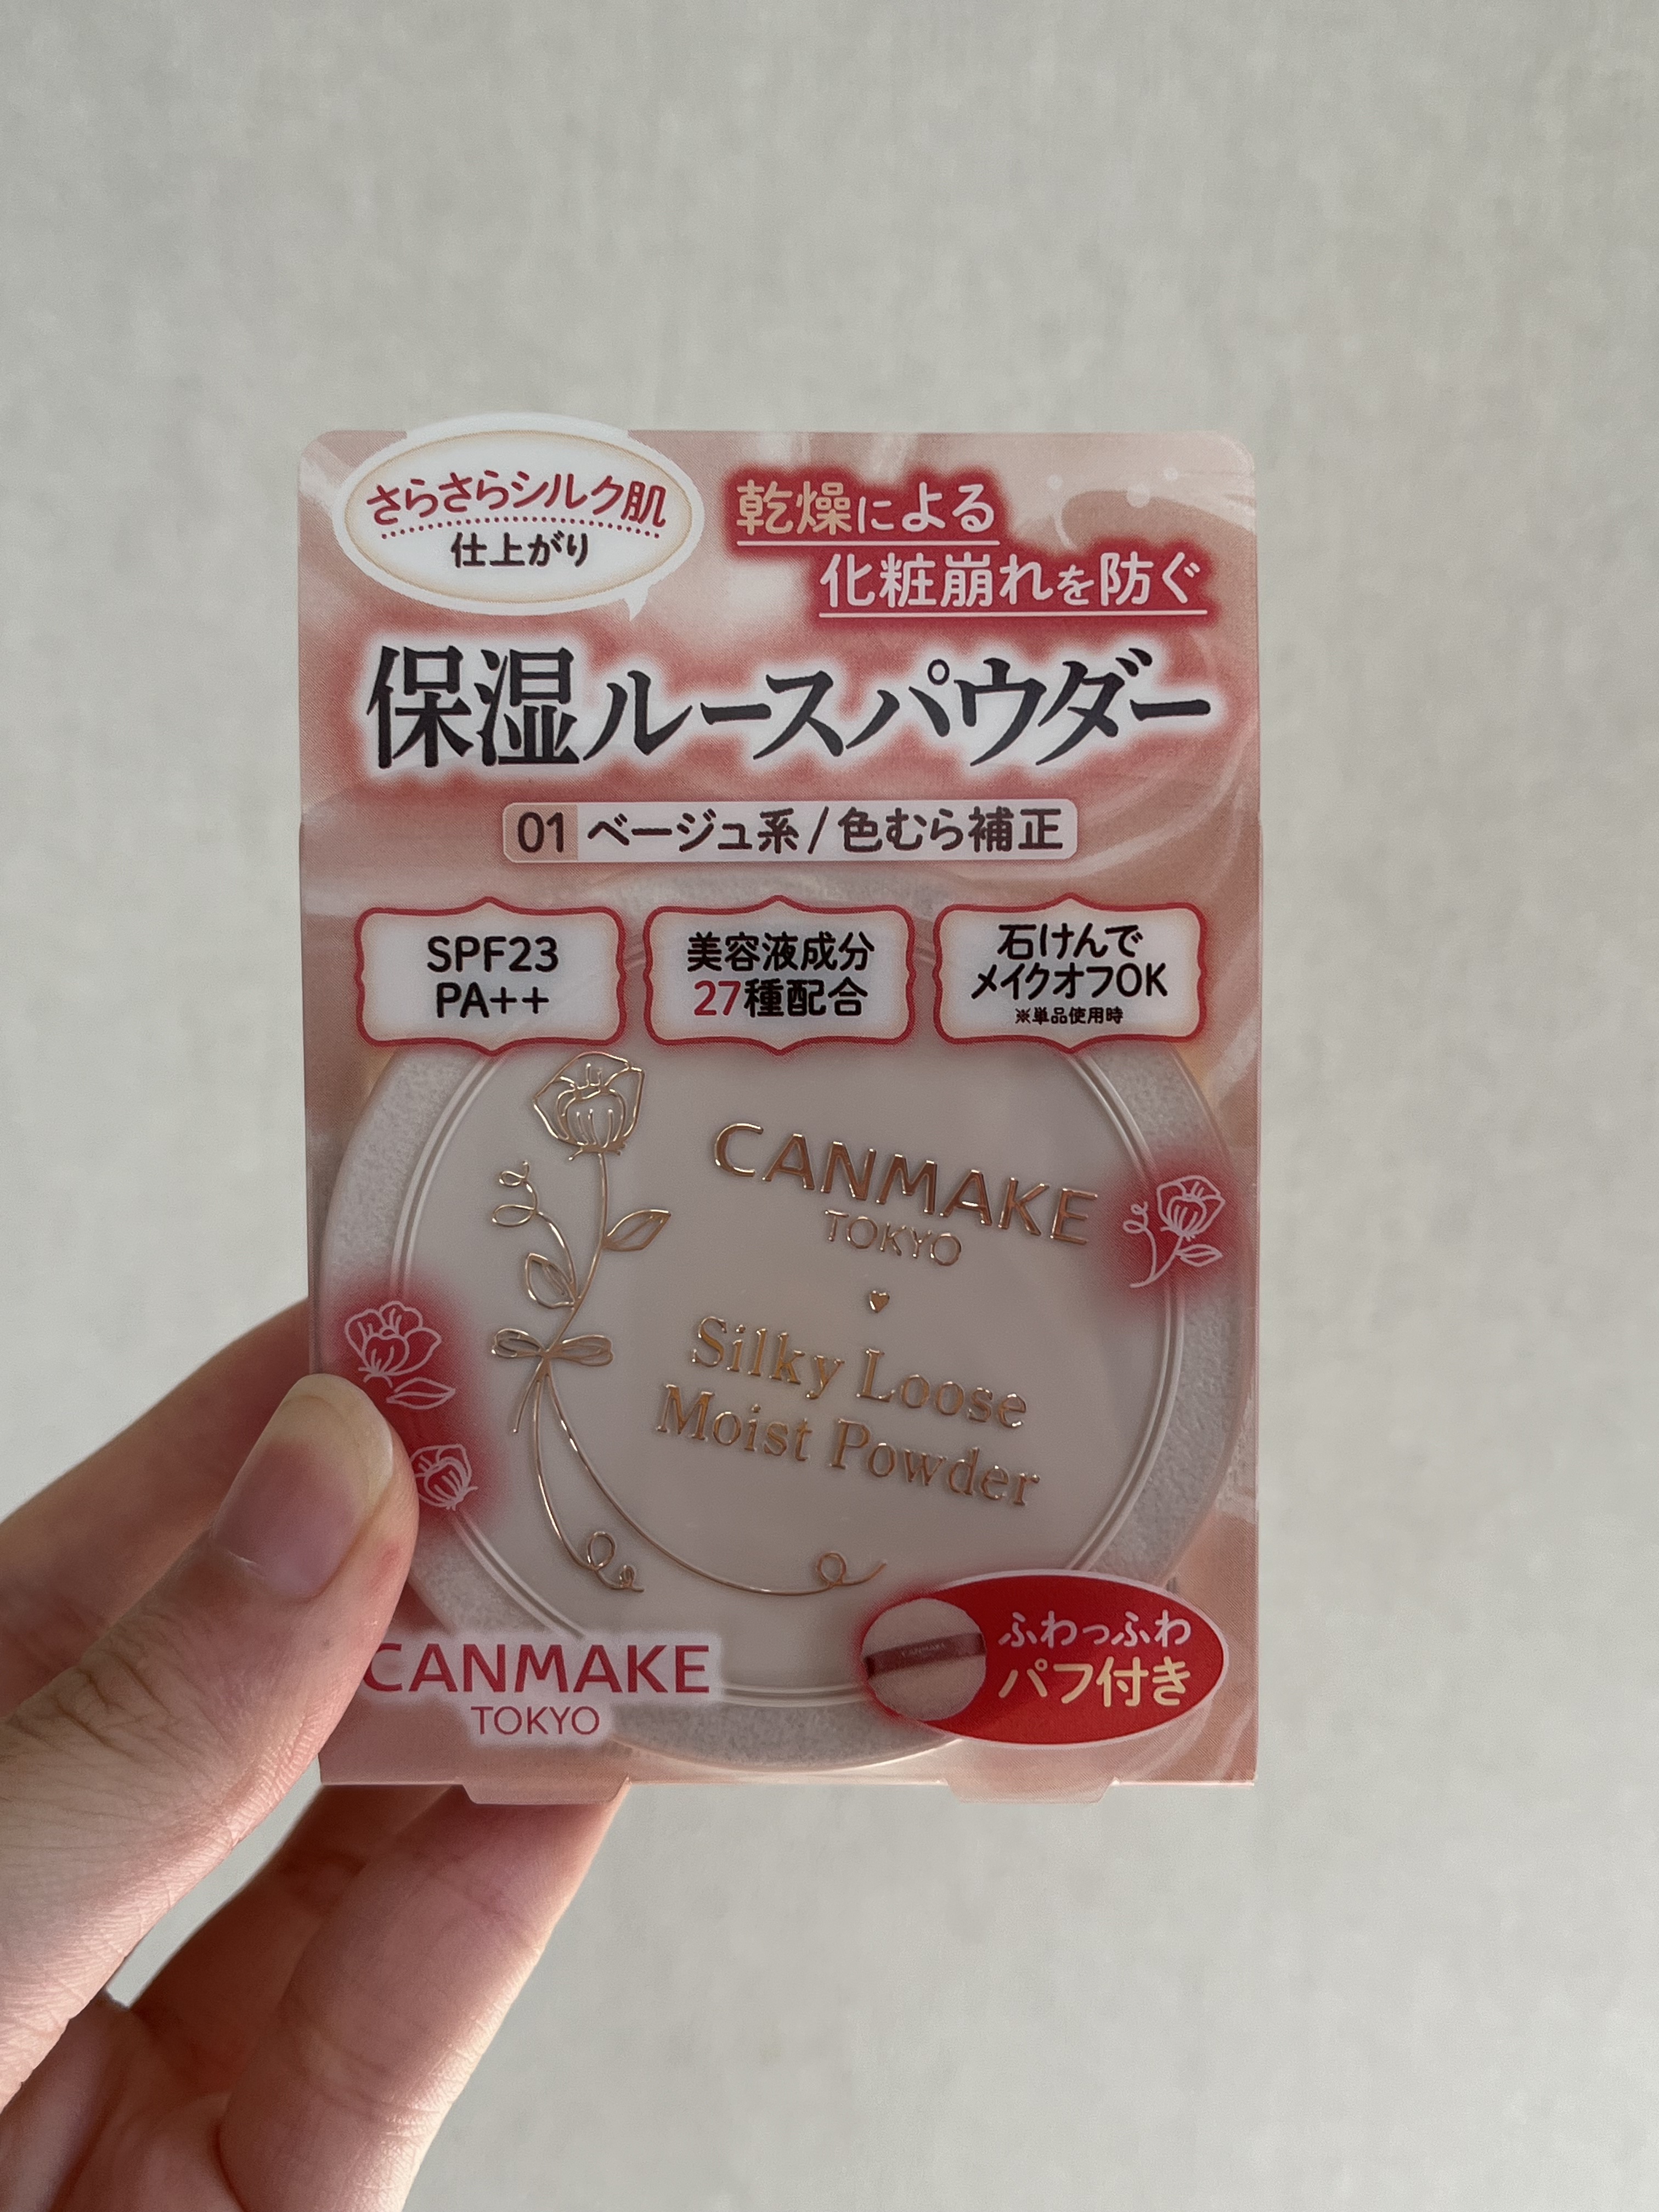 さらさらシルク肌
仕上がり
乾燥による
化粧崩れを防ぐ
保湿ルースパウダー
01 ベージュ系/色むら補正
SPF23
PA++
美容液成分
27種配合
石けんで
メイクオフOK
※単品使用時
CANMAKE
TOKYO
Silky Loose
Moist Powder
CANMAKE
TOKYO
CANMAKE
ふわっふわ
パフ付き